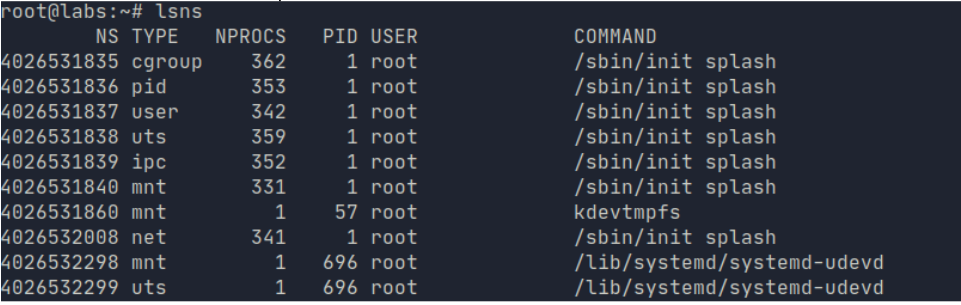 root@labs:~# lsns
        NS TYPE   NPROCS   PID USER             COMMAND
4026531835 cgroup    362     1 root             /sbin/init splash
4026531836 pid       353     1 root             /sbin/init splash
4026531837 user      342     1 root             /sbin/init splash
4026531838 uts       359     1 root             /sbin/init splash
4026531839 ipc       352     1 root             /sbin/init splash
4026531840 mnt       331     1 root             /sbin/init splash
4026531860 mnt         1    57 root             kdevtmpfs
4026532008 net       341     1 root             /sbin/init splash
4026532298 mnt         1   696 root             /lib/systemd/systemd-udevd
4026532299 uts         1   696 root             /lib/systemd/systemd-udevd